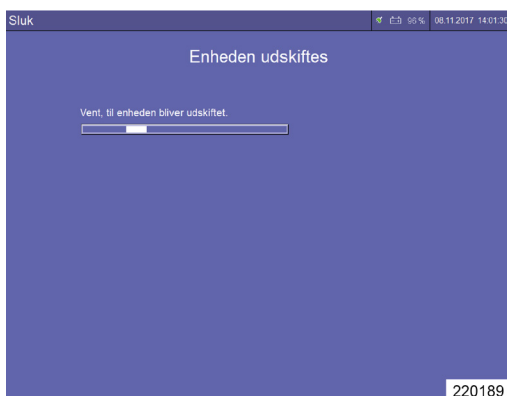 Sluk 96 % 08.11.2017 14:01:30
Enheden udskiftes
Vent, til enheden bliver udskiftet.
220189